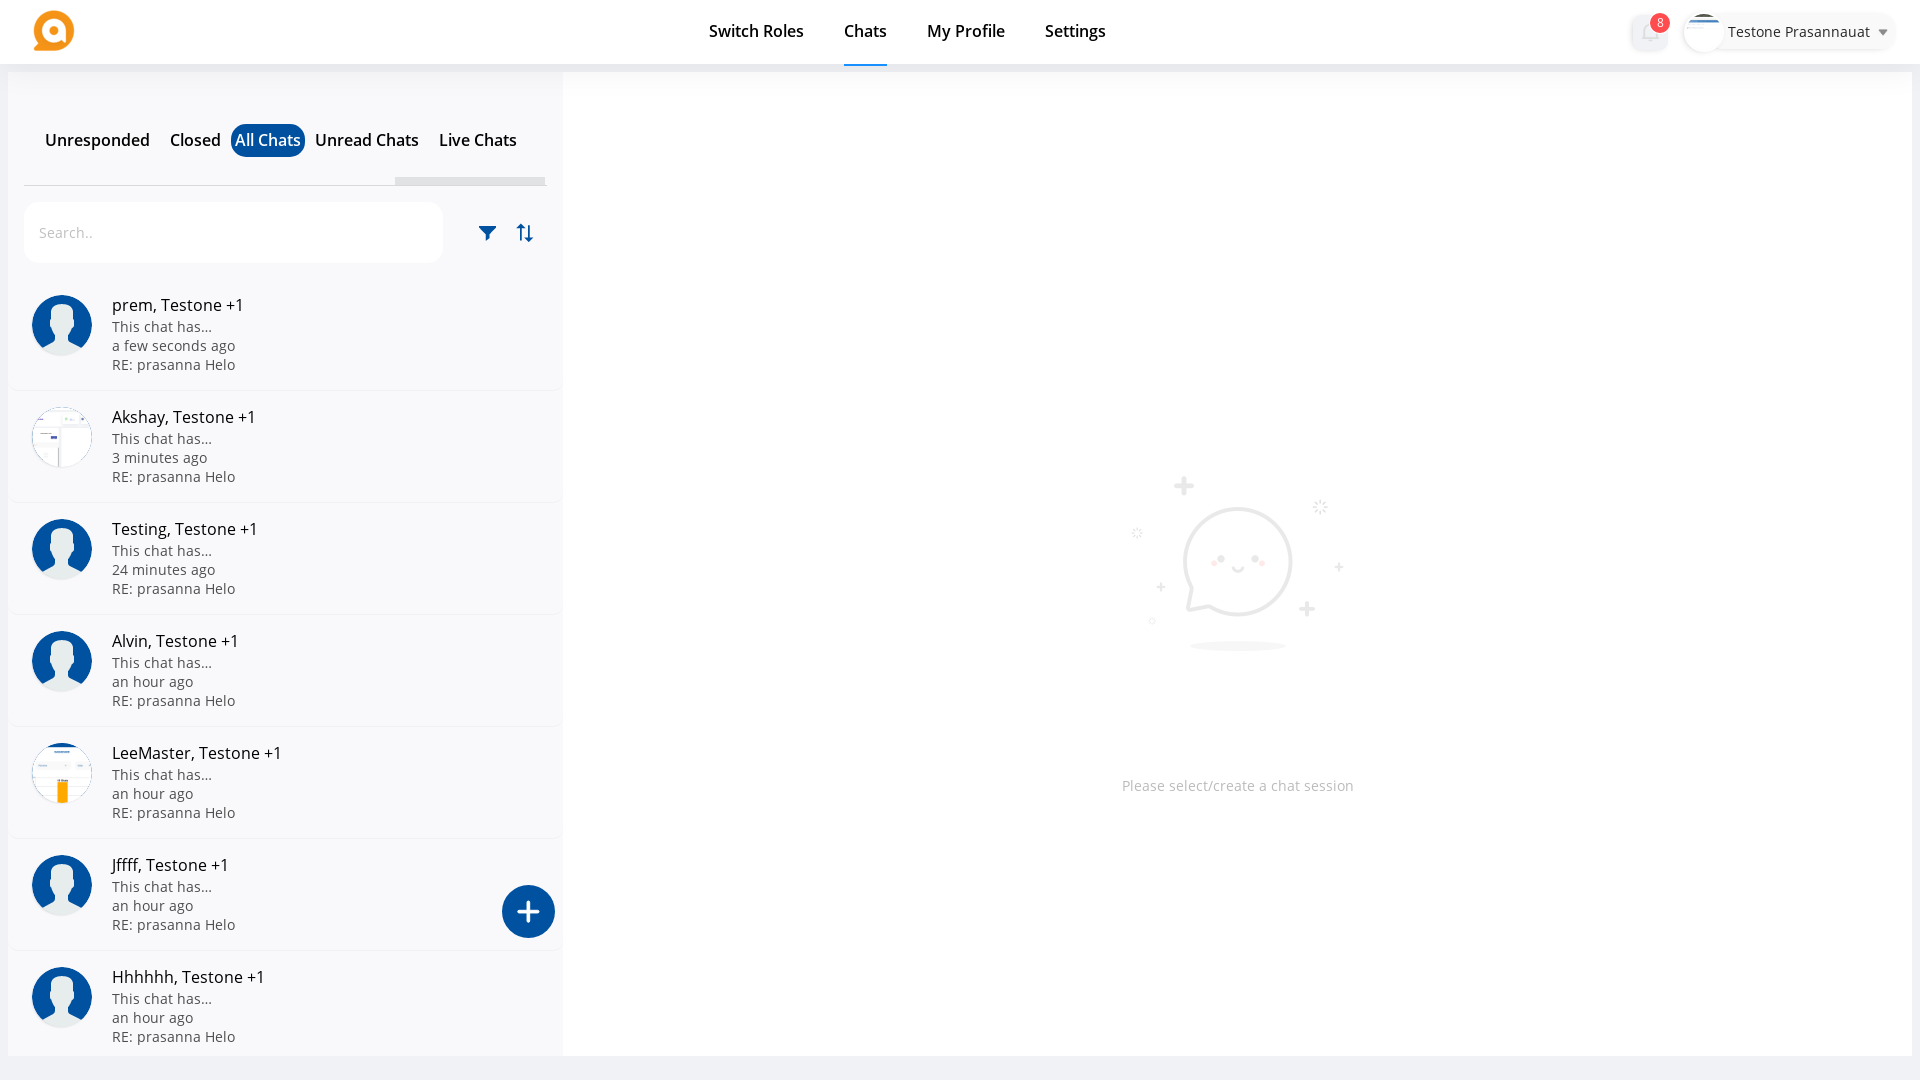 Switch Roles
Chats
My Profile
Settings
8
Testone Prasannauat
Unresponded
Closed
All Chats
Unread Chats
Live Chats
Search..
prem, Testone +1
This chat has...
a few seconds ago
RE: prasanna Helo
Akshay, Testone +1
This chat has...
3 minutes ago
RE: prasanna Helo
Testing, Testone +1
This chat has...
24 minutes ago
RE: prasanna Helo
Alvin, Testone +1
This chat has...
an hour ago
RE: prasanna Helo
LeeMaster, Testone +1
This chat has...
an hour ago
RE: prasanna Helo
Jffff, Testone +1
This chat has...
an hour ago
RE: prasanna Helo
Hhhhhh, Testone +1
This chat has...
an hour ago
RE: prasanna Helo
Please select/create a chat session